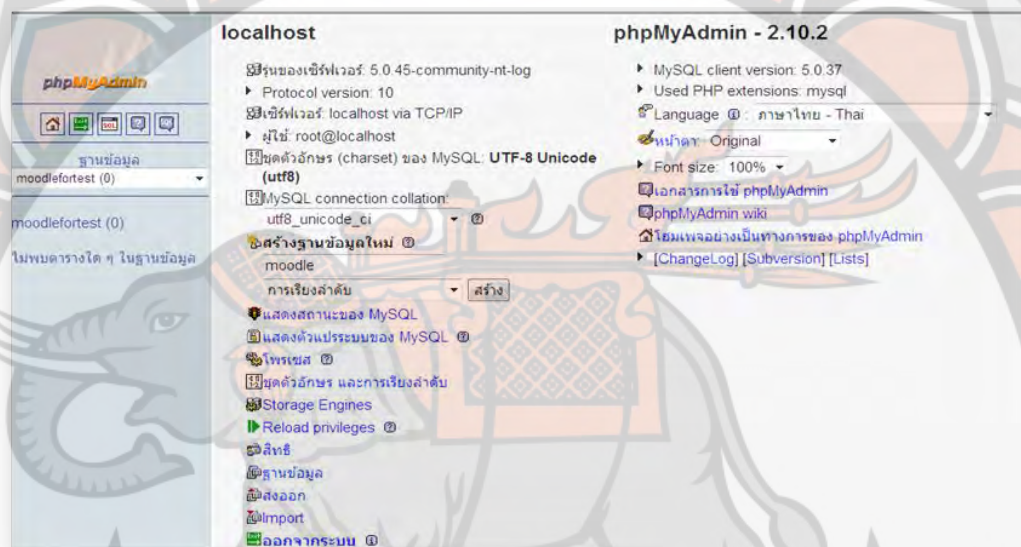 phpMyAdmin
ฐานข้อมูล
moodlefortest (0)
moodlefortest (0)
ไม่พบตารางใด ๆ ในฐานข้อมูล
localhost
รุ่นของเซิร์ฟเวอร์: 5.0.45-community-nt-log
Protocol version: 10
เซิร์ฟเวอร์: localhost via TCP/IP
ผู้ใช้: root@localhost
ชุดตัวอักษร (charset) ของ MySQL: UTF-8 Unicode
(utf8)
MySQL connection collation:
utf8_unicode_ci
สร้างฐานข้อมูลใหม่
moodle
การเรียงลำดับ สร้าง
แสดงสถานะของ MySQL
แสดงตัวแปรระบบของ MySQL
โพรเซส
ชุดตัวอักษร และการเรียงลำดับ
Storage Engines
Reload privileges
สิทธิ
ฐานข้อมูล
ส่งออก
Import
ออกจากระบบ
phpMyAdmin - 2.10.2
MySQL client version: 5.0.37
Used PHP extensions: mysql
Language : ภาษาไทย - Thai
หน้าตา: Original
Font size: 100%
เอกสารการใช้ phpMyAdmin
phpMyAdmin wiki
โฮมเพจอย่างเป็นทางการของ phpMyAdmin
[ChangeLog] [Subversion] [Lists]